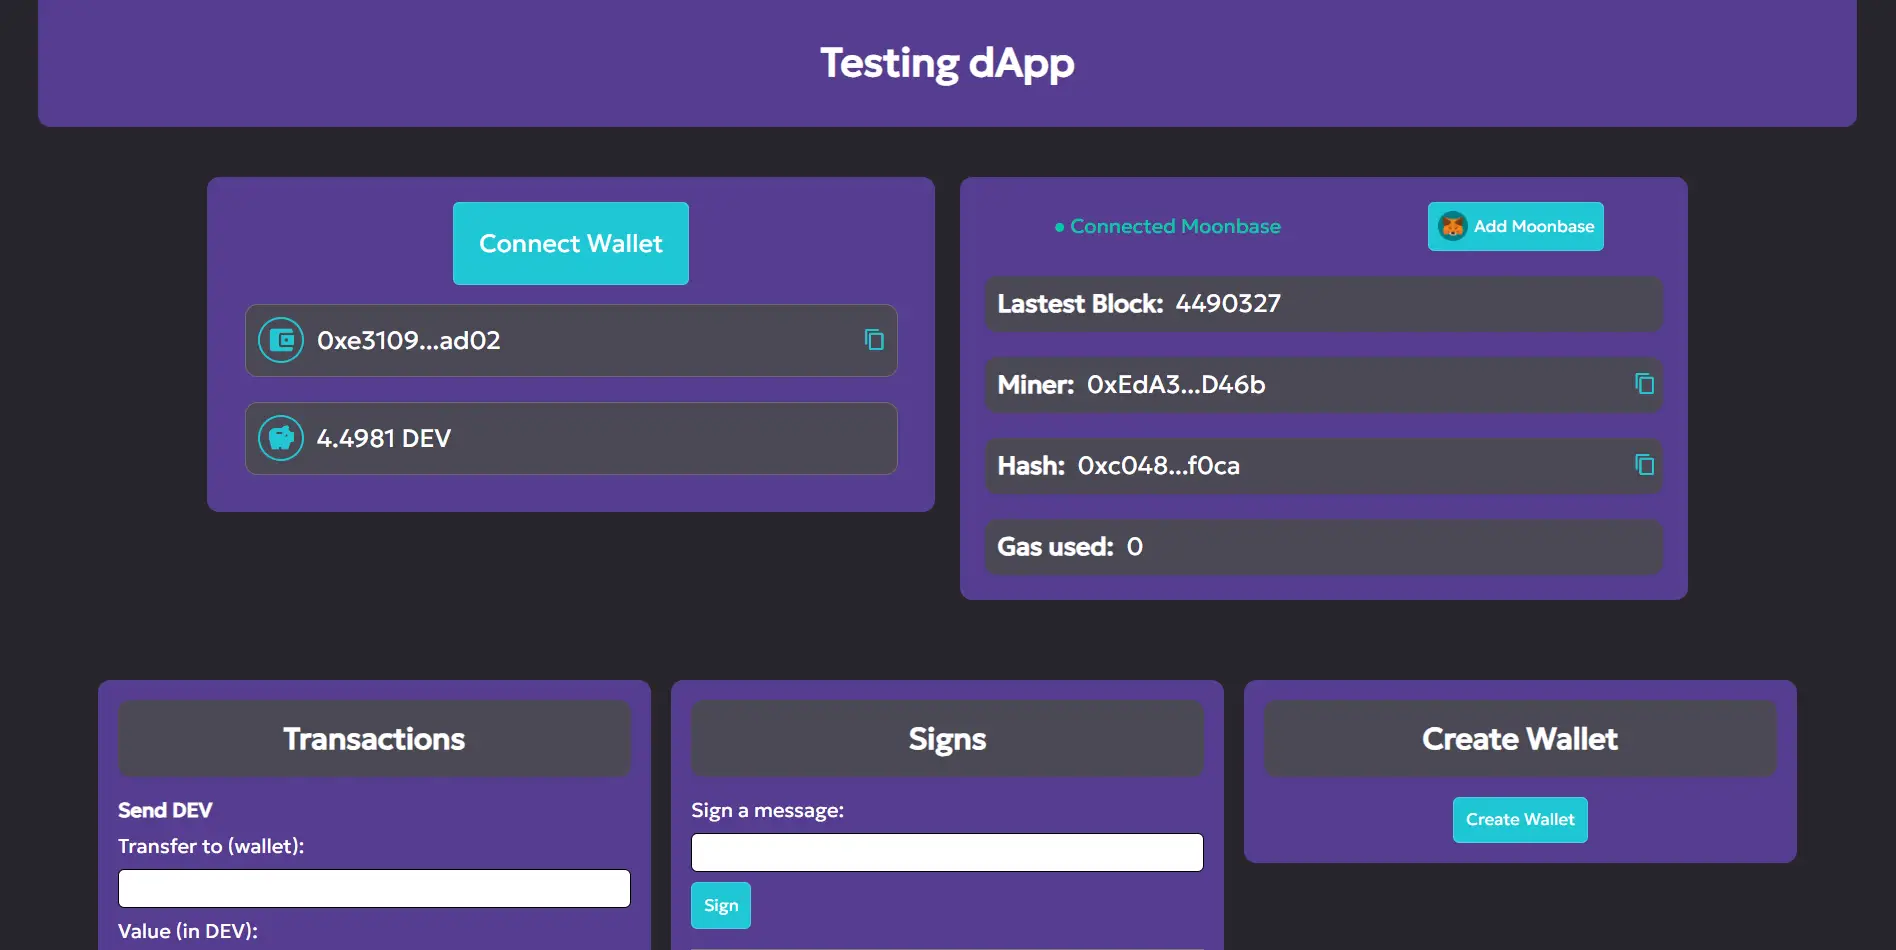 Testing dApp
Connect Wallet
0xe3109...ad02
4.4981 DEV
Connected Moonbase
Add Moonbase
Lastest Block: 4490327
Miner: 0xEdA3...D46b
Hash: 0xc048...f0ca
Gas used: 0
Transactions
Send DEV
Transfer to (wallet):
Value (in DEV):
Signs
Sign a message:
Sign
Create Wallet
Create Wallet